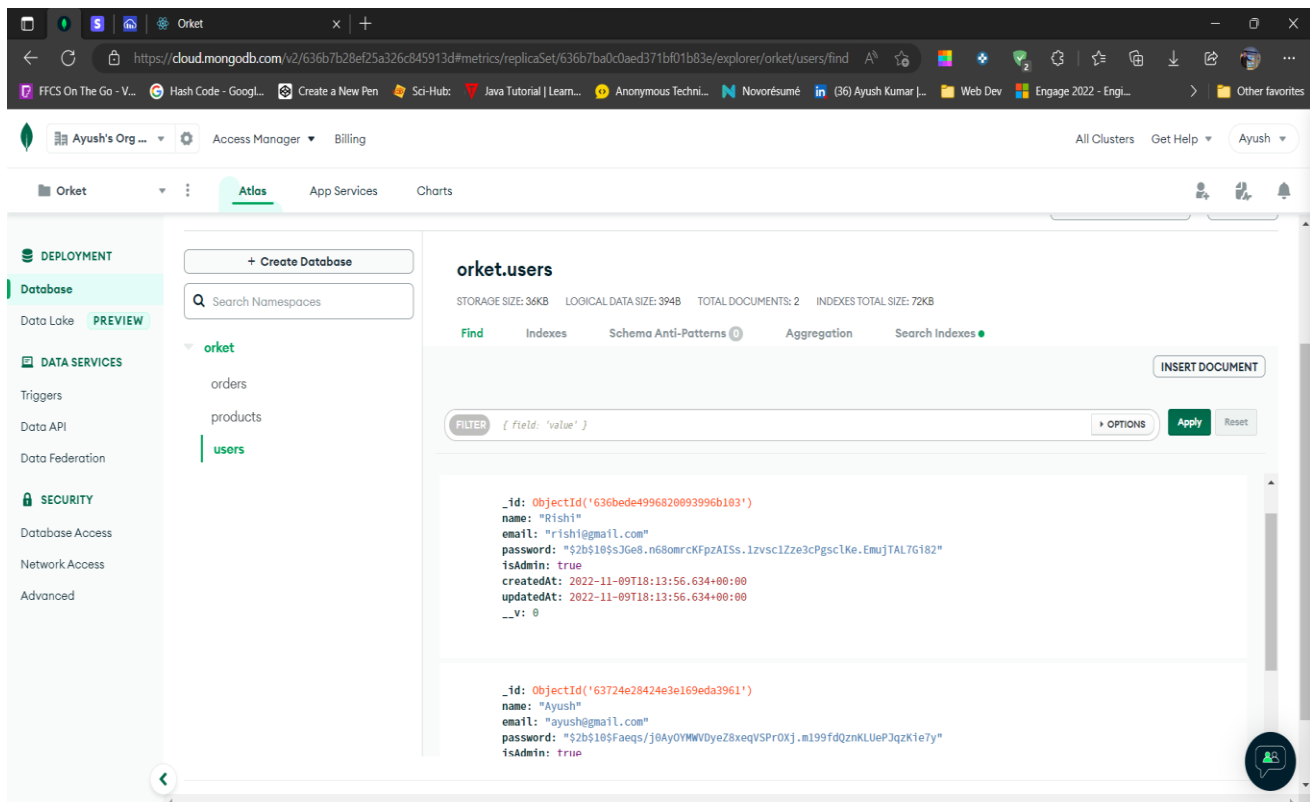 Orket
https://cloud.mongodb.com/v2/636b7b28ef25a326c845913d#metrics/replicaSet/636b7ba0c0aed371bf01b83e/explorer/orket/users/find
FFCS On The Go - V... Hash Code - Googl... Create a New Pen Sci-Hub: Java Tutorial | Learn... Anonymous Techni... Novorésumé (36) Ayush Kumar |... Web Dev Engage 2022 - Engi... Other favorites
Ayush's Org ... Access Manager Billing All Clusters Get Help Ayush
Orket Atlas App Services Charts
DEPLOYMENT
Database
Data Lake PREVIEW
DATA SERVICES
Triggers
Data API
Data Federation
SECURITY
Database Access
Network Access
Advanced
+ Create Database
Search Namespaces
orket
orders
products
users
orket.users
STORAGE SIZE: 36KB LOGICAL DATA SIZE: 394B TOTAL DOCUMENTS: 2 INDEXES TOTAL SIZE: 72KB
Find Indexes Schema Anti-Patterns 0 Aggregation Search Indexes
INSERT DOCUMENT
FILTER { field: 'value' } OPTIONS Apply Reset
_id: ObjectId('636bede4996820093996b103')
name: "Rishi"
email: "rishi@gmail.com"
password: "$2b$10$sJGe8.n68omrcKFpzAISs.1zvsc1Zze3cPgsclKe.EmujTAL7Gi82"
isAdmin: true
createdAt: 2022-11-09T18:13:56.634+00:00
updatedAt: 2022-11-09T18:13:56.634+00:00
__v: 0
_id: ObjectId('63724e28424e3e169eda3961')
name: "Ayush"
email: "ayush@gmail.com"
password: "$2b$10$Faeqs/j0AyOYMWVDyeZ8xeqVSPrOXj.ml99fdQznKLUePJqzKie7y"
isAdmin: true